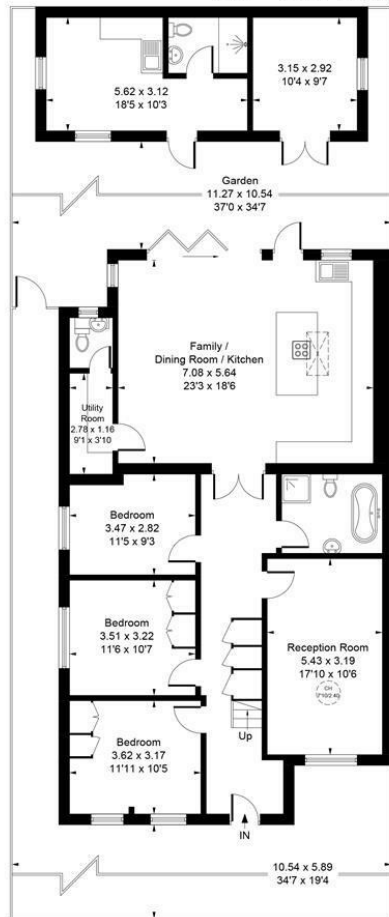 5.62 x 3.12
18'5 x 10'3
3.15 x 2.92
10'4 x 9'7
Garden
11.27 x 10.54
37'0 x 34'7
Family /
Dining Room / Kitchen
7.08 x 5.64
23'3 x 18'6
Utility
Room
2.78 x 1.16
9'1 x 3'10
Bedroom
3.47 x 2.82
11'5 x 9'3
Bedroom
3.51 x 3.22
11'6 x 10'7
Reception Room
5.43 x 3.19
17'10 x 10'6
CH
Bedroom
3.62 x 3.17
11'11 x 10'5
Up
IN
10.54 x 5.89
34'7 x 19'4